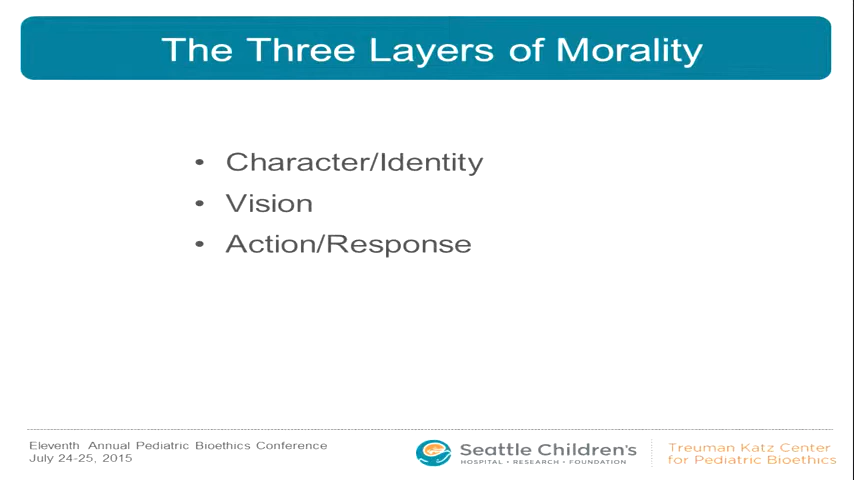 The Three Layers of Morality
• Character/Identity
• Vision
• Action/Response
Eleventh Annual Pediatric Bioethics Conference
July 24-25, 2015
Seattle Children's
HOSPITAL • RESEARCH • FOUNDATION
Treuman Katz Center
for Pediatric Bioethics